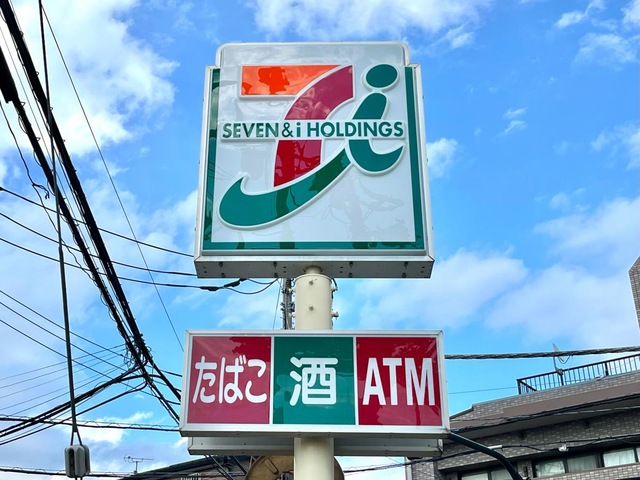 SEVEN & i HOLDINGS
たばこ 酒 ATM